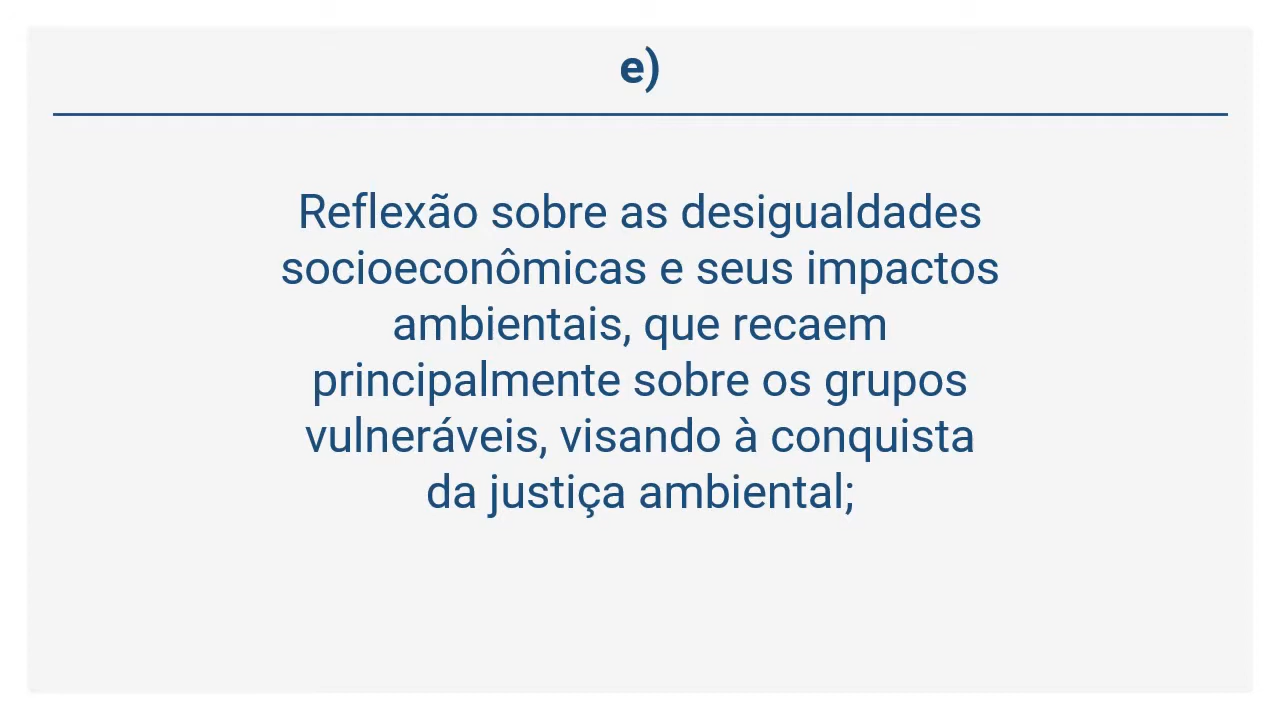 e)
Reflexão sobre as desigualdades
socioeconômicas e seus impactos
ambientais, que recaem
principalmente sobre os grupos
vulneráveis, visando à conquista
da justiça ambiental;